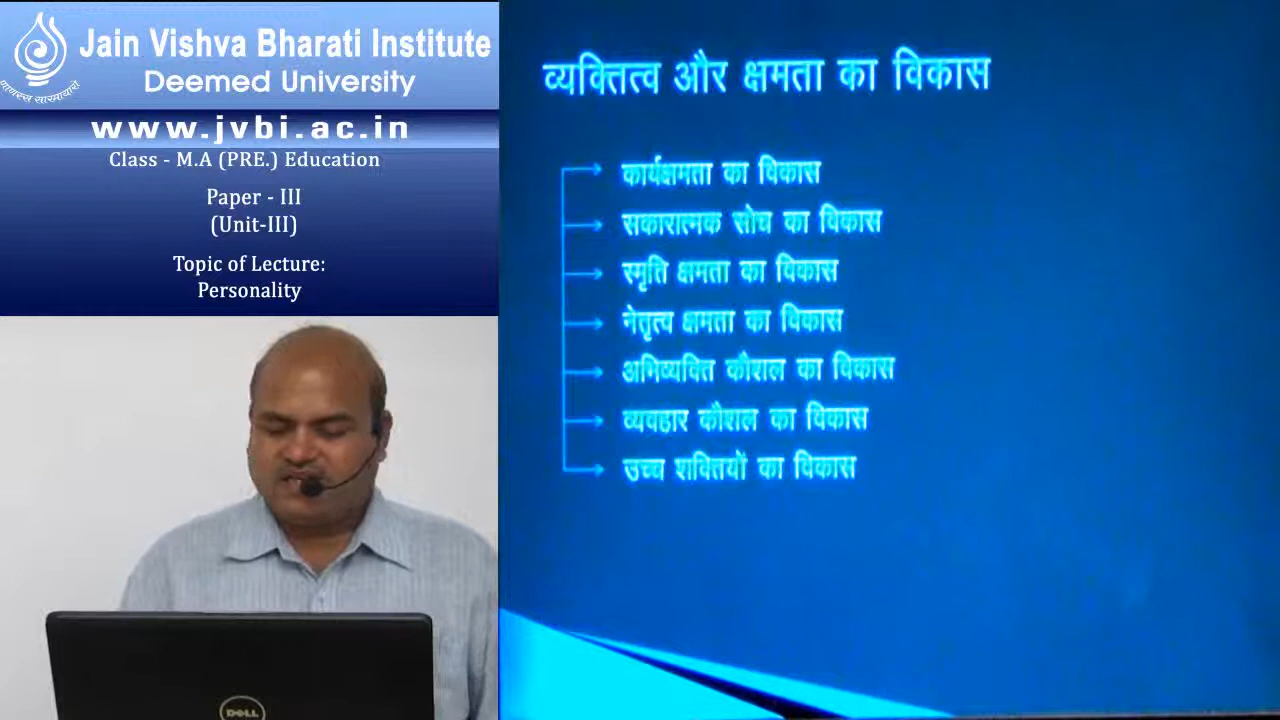 Jain Vishva Bharati Institute
Deemed University
www.jvbi.ac.in
Class - M.A (PRE.) Education
Paper - III
(Unit-III)
Topic of Lecture:
Personality
व्यक्तित्व और क्षमता का विकास
कार्यक्षमता का विकास
सकारात्मक सोच का विकास
स्मृति क्षमता का विकास
नेतृत्व क्षमता का विकास
अभिव्यक्ति कौशल का विकास
व्यवहार कौशल का विकास
उच्च शक्तियों का विकास
DELL